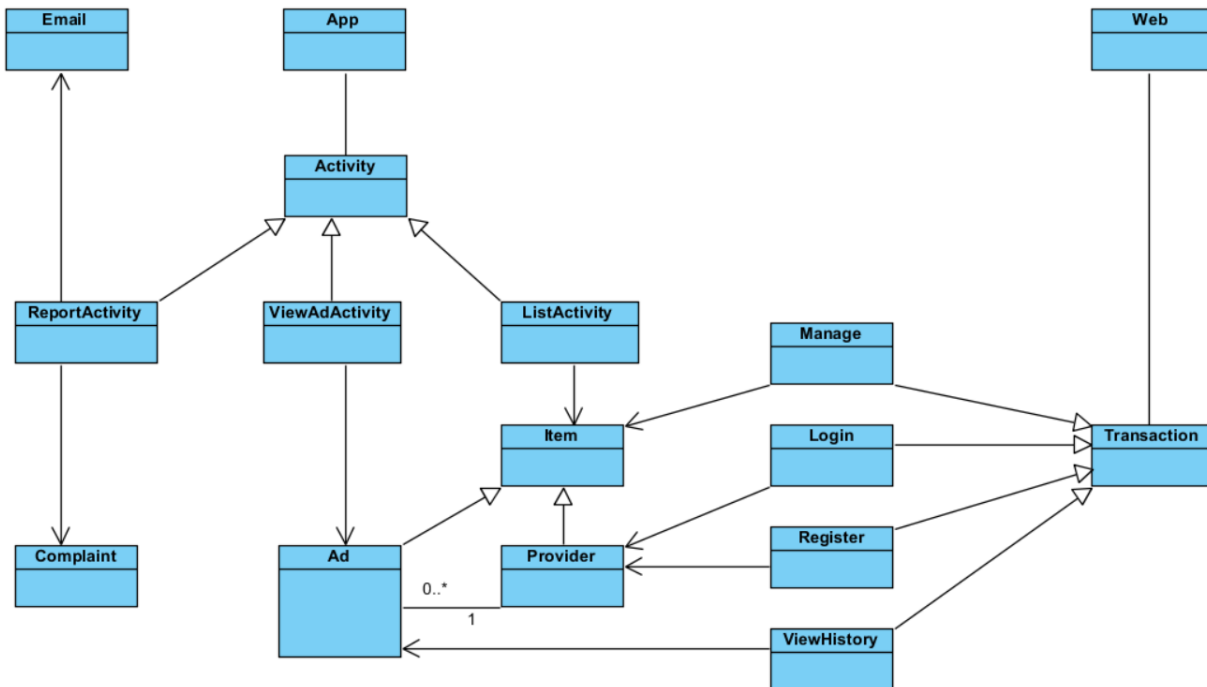 Email
App
Web
Activity
ReportActivity
ViewAdActivity
ListActivity
Manage
Item
Login
Transaction
Complaint
Ad
Provider
Register
0..*
1
ViewHistory